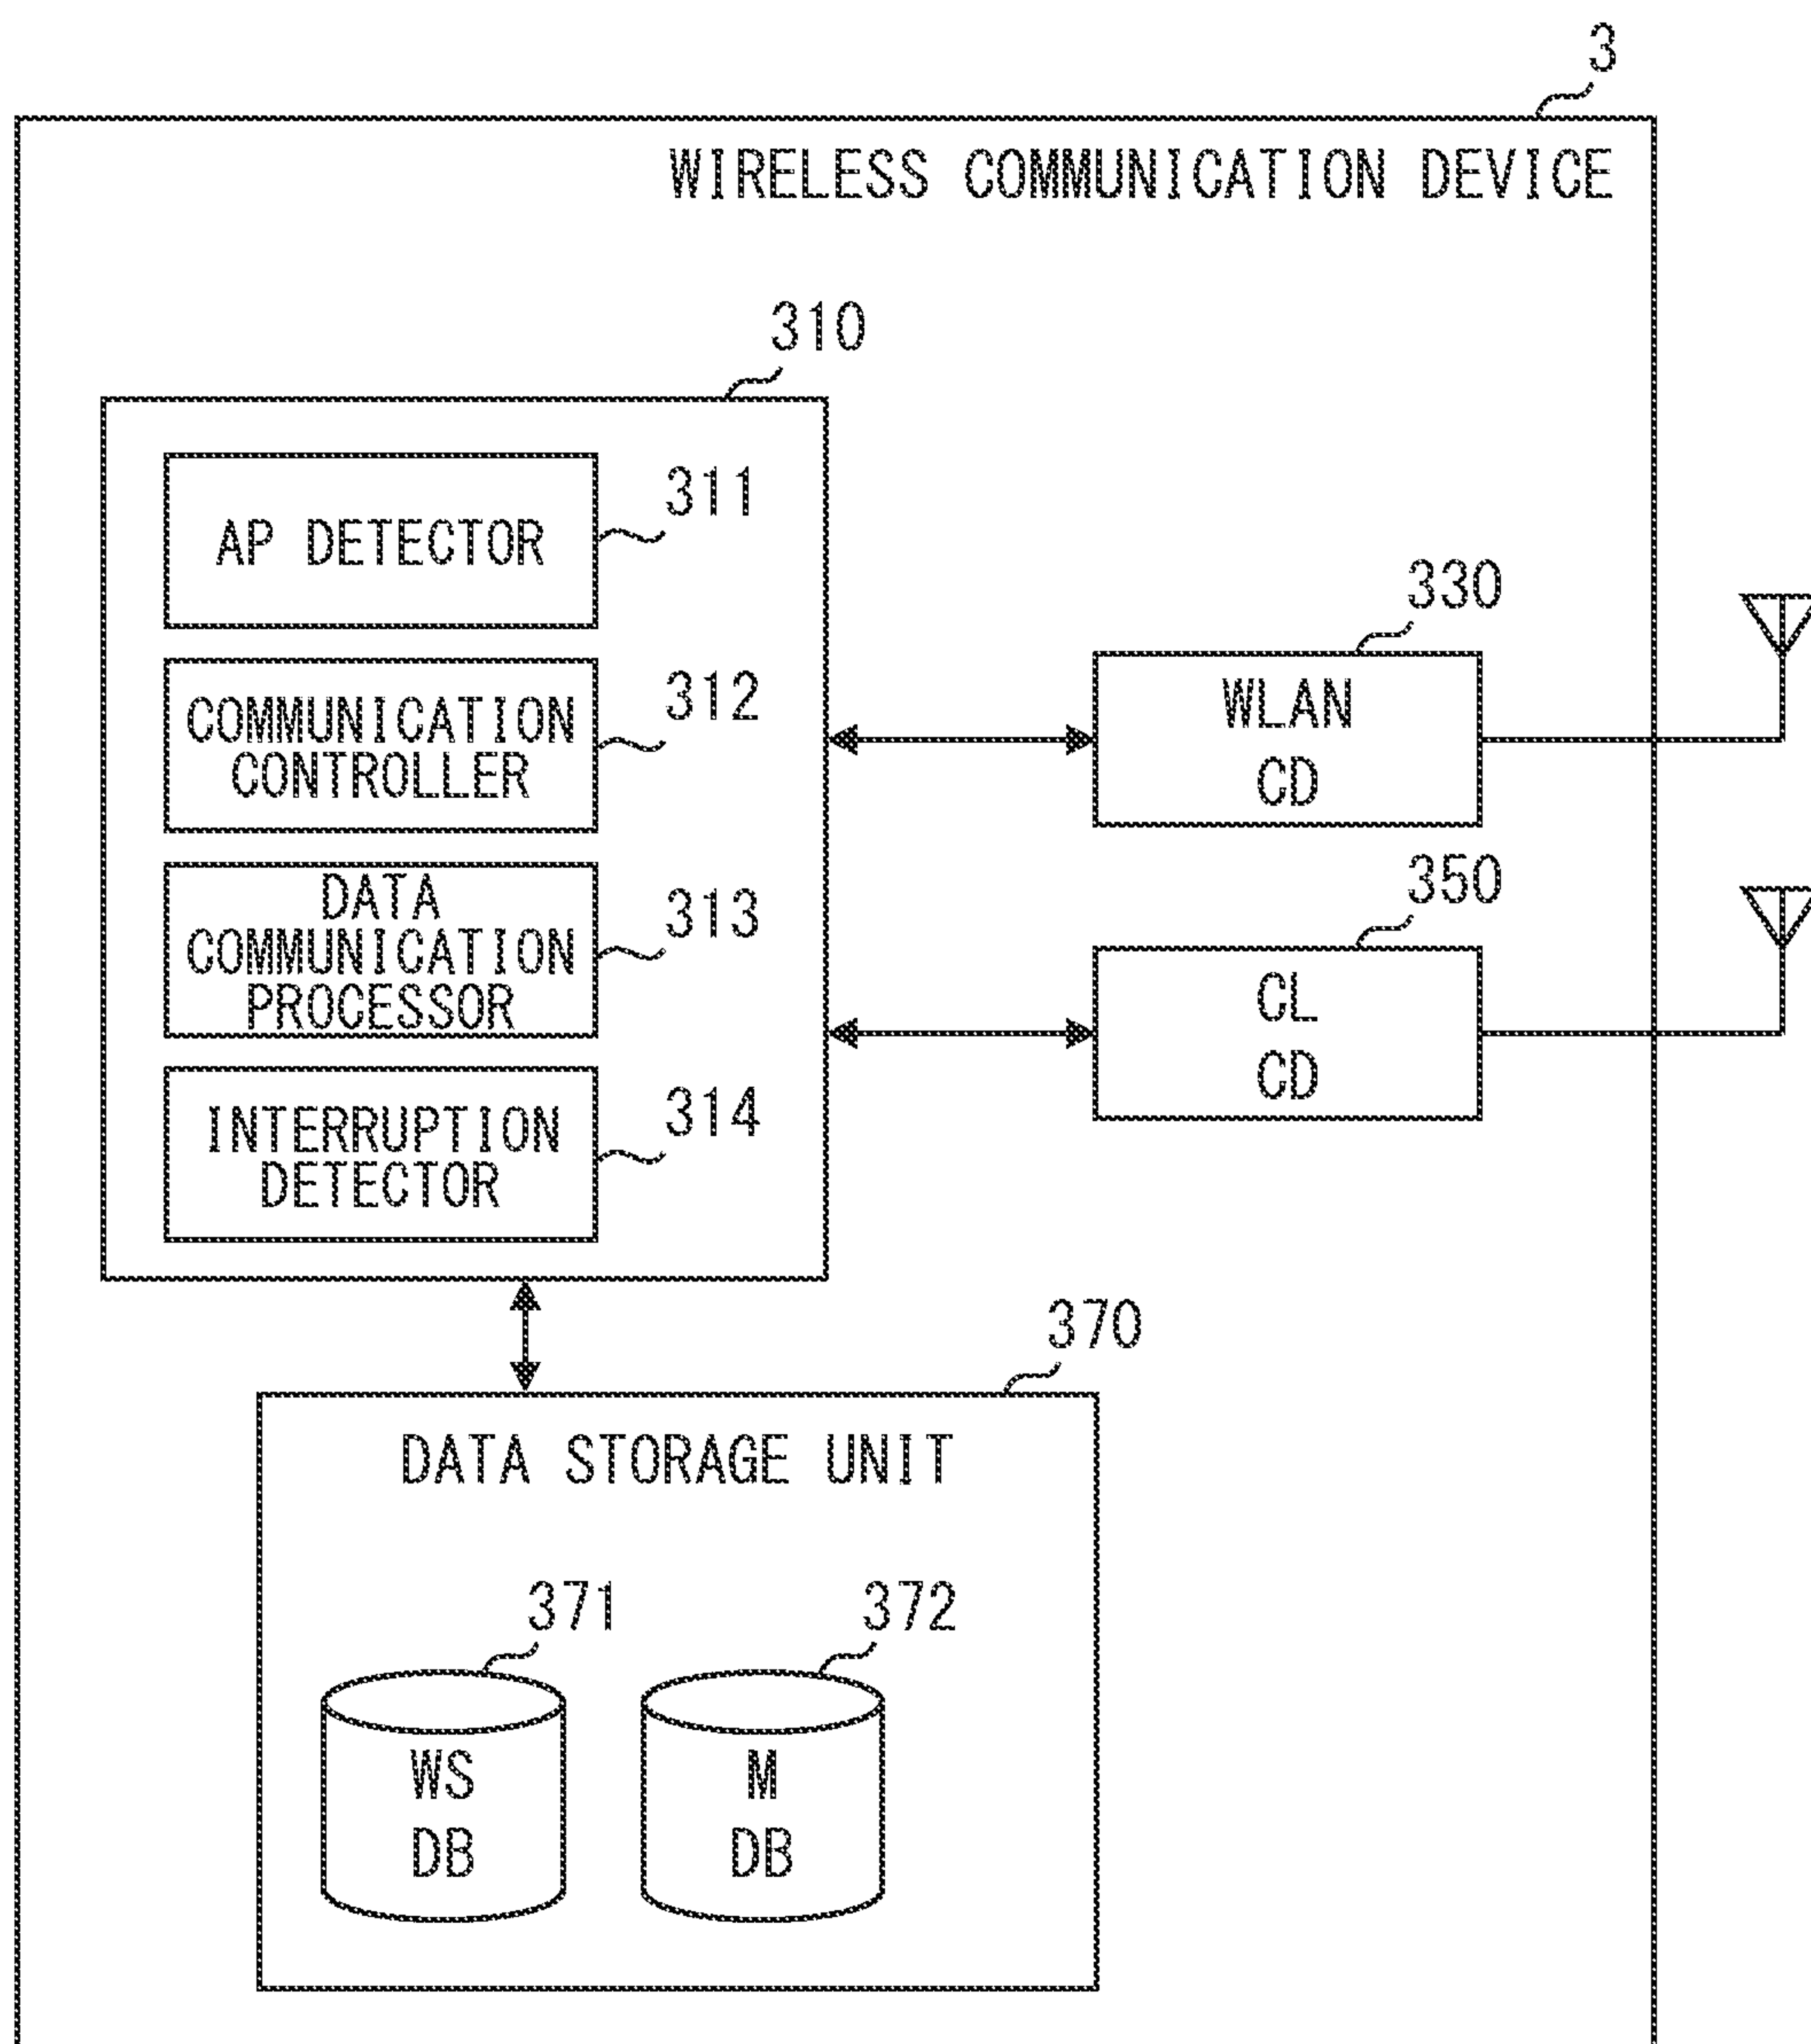 3
WIRELESS COMMUNICATION DEVICE
310
AP DETECTOR
311
COMMUNICATION
CONTROLLER
312
DATA
COMMUNICATION
PROCESSOR
313
INTERRUPTION
DETECTOR
314
330
WLAN
CD
350
CL
CD
370
DATA STORAGE UNIT
371
WS
DB
372
M
DB